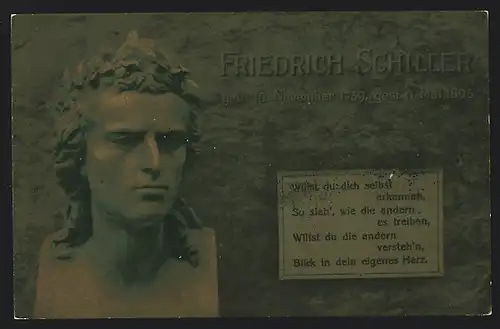 FRIEDRICH SCHILLER
geb. 10. November 1759, gest. 9. Mai 1805
Willst du dich selbst
erkennen,
So sieh', wie die andern
es treiben,
Willst du die andern
versteh'n,
Blick in dein eigenes Herz.